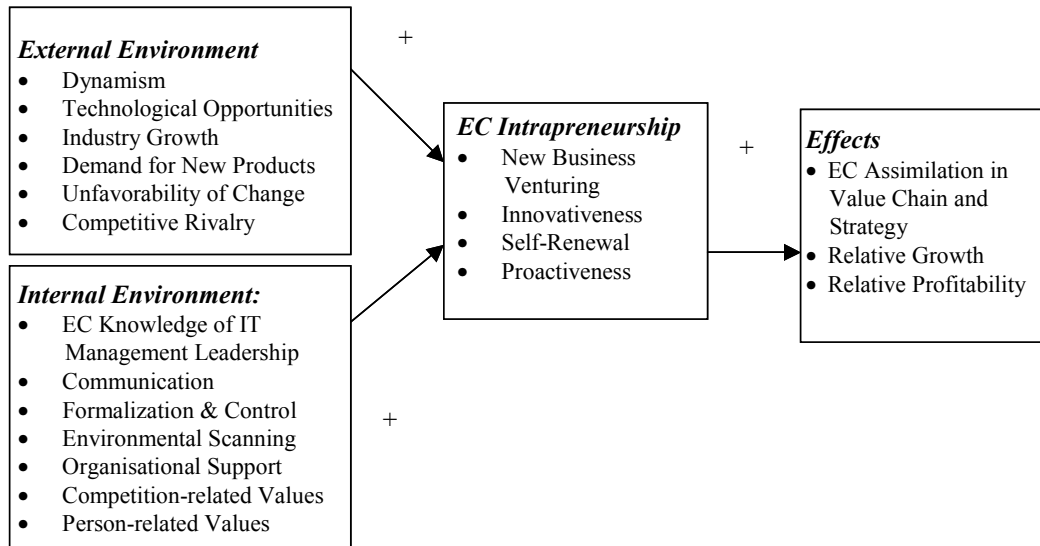 External Environment
• Dynamism
• Technological Opportunities
• Industry Growth
• Demand for New Products
• Unfavorability of Change
• Competitive Rivalry
+
Internal Environment:
• EC Knowledge of IT
Management Leadership
• Communication
• Formalization & Control
• Environmental Scanning
• Organisational Support
• Competition-related Values
• Person-related Values
+
EC Intrapreneurship
• New Business
Venturing
• Innovativeness
• Self-Renewal
• Proactiveness
+
Effects
• EC Assimilation in
Value Chain and
Strategy
• Relative Growth
• Relative Profitability